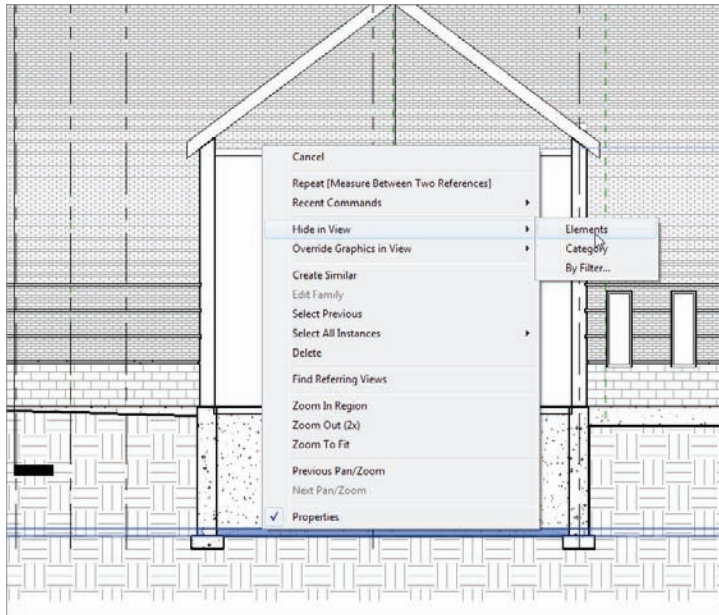 Cancel
Repeat [Measure Between Two References]
Recent Commands
Hide in View
Elements
Override Graphics in View
Category
By Filter...
Create Similar
Edit Family
Select Previous
Select All Instances
Delete
Find Referring Views
Zoom In Region
Zoom Out (2x)
Zoom To Fit
Previous Pan/Zoom
Next Pan/Zoom
Properties